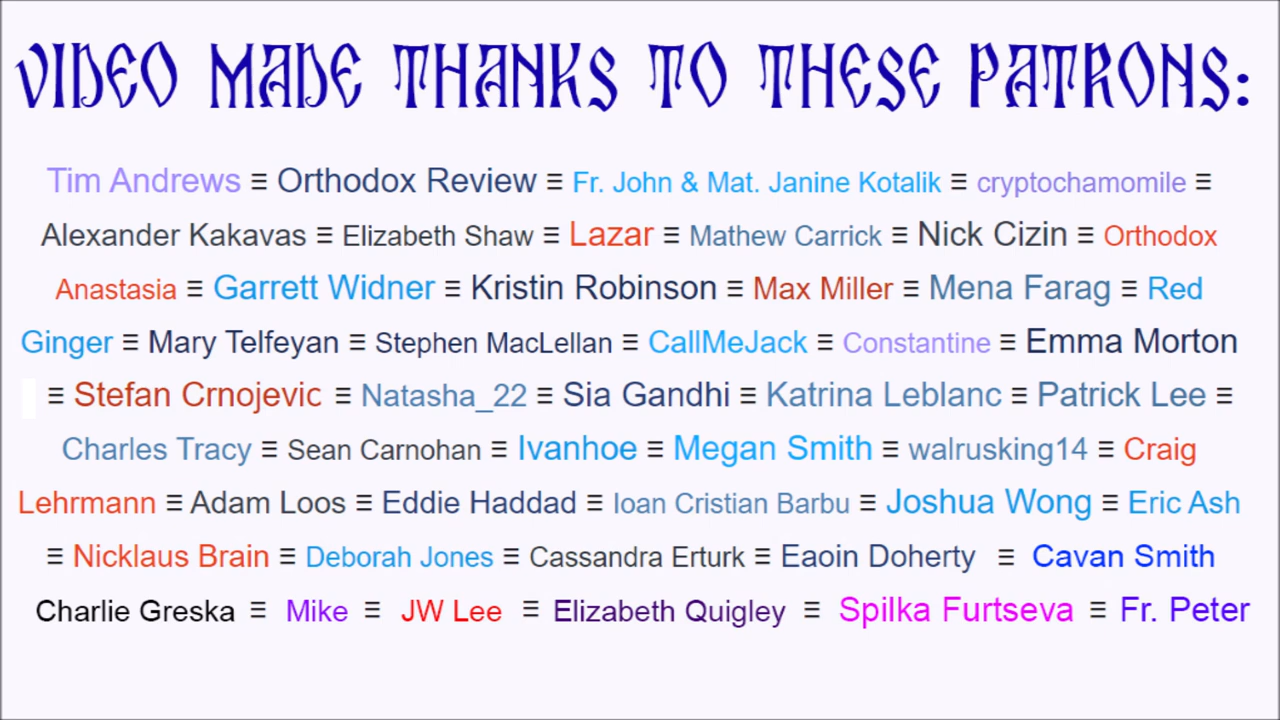 VIDEO MADE THANKS TO THESE PATRONS:
Tim Andrews ≡ Orthodox Review ≡ Fr. John & Mat. Janine Kotalik ≡ cryptochamomile ≡
Alexander Kakavas ≡ Elizabeth Shaw ≡ Lazar ≡ Mathew Carrick ≡ Nick Cizin ≡ Orthodox
Anastasia ≡ Garrett Widner ≡ Kristin Robinson ≡ Max Miller ≡ Mena Farag ≡ Red
Ginger ≡ Mary Telfeyan ≡ Stephen MacLellan ≡ CallMeJack ≡ Constantine ≡ Emma Morton
≡ Stefan Crnojevic ≡ Natasha_22 ≡ Sia Gandhi ≡ Katrina Leblanc ≡ Patrick Lee ≡
Charles Tracy ≡ Sean Carnohan ≡ Ivanhoe ≡ Megan Smith ≡ walrusking14 ≡ Craig
Lehrmann ≡ Adam Loos ≡ Eddie Haddad ≡ Ioan Cristian Barbu ≡ Joshua Wong ≡ Eric Ash
≡ Nicklaus Brain ≡ Deborah Jones ≡ Cassandra Erturk ≡ Eaoin Doherty ≡ Cavan Smith
Charlie Greska ≡ Mike ≡ JW Lee ≡ Elizabeth Quigley ≡ Spilka Furtseva ≡ Fr. Peter